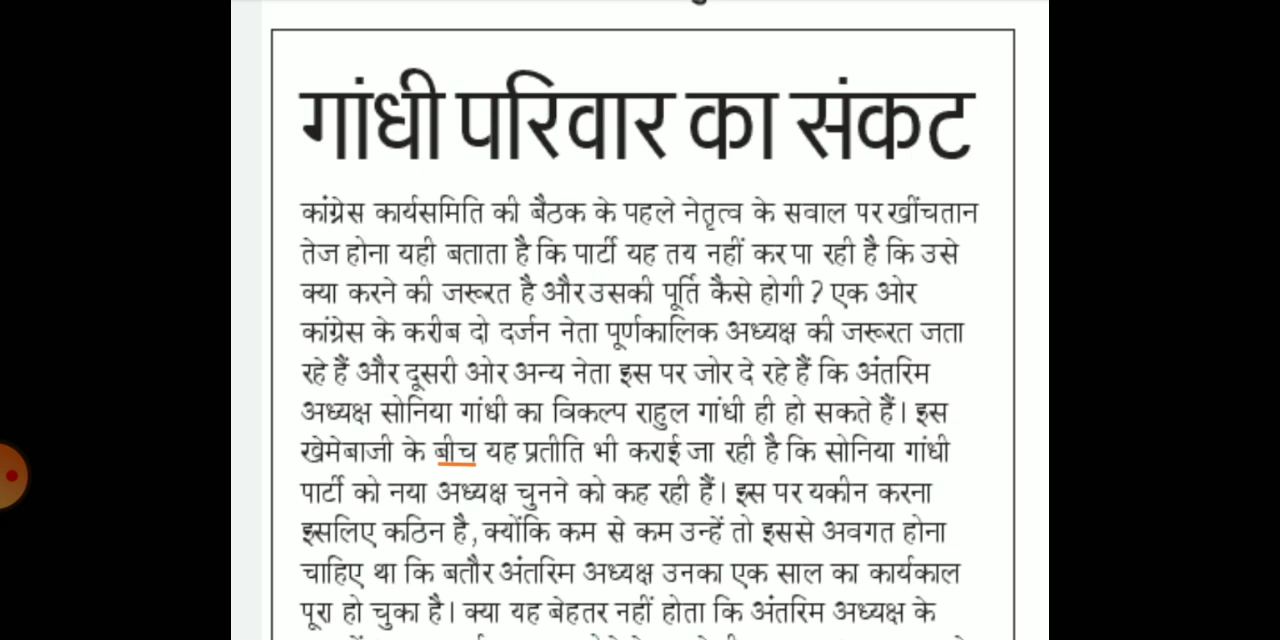 गांधी परिवार का संकट
कांग्रेस कार्यसमिति की बैठक के पहले नेतृत्व के सवाल पर खींचतान
तेज होना यही बताता है कि पार्टी यह तय नहीं कर पा रही है कि उसे
क्या करने की जरूरत है और उसकी पूर्ति कैसे होगी ? एक ओर
कांग्रेस के करीब दो दर्जन नेता पूर्णकालिक अध्यक्ष की जरूरत जता
रहे हैं और दूसरी ओर अन्य नेता इस पर जोर दे रहे हैं कि अंतरिम
अध्यक्ष सोनिया गांधी का विकल्प राहुल गांधी ही हो सकते हैं। इस
खेमेबाजी के बीच यह प्रतीति भी कराई जा रही है कि सोनिया गांधी
पार्टी को नया अध्यक्ष चुनने को कह रही हैं। इस पर यकीन करना
इसलिए कठिन है, क्योंकि कम से कम उन्हें तो इससे अवगत होना
चाहिए था कि बतौर अंतरिम अध्यक्ष उनका एक साल का कार्यकाल
पूरा हो चुका है। क्या यह बेहतर नहीं होता कि अंतरिम अध्यक्ष के